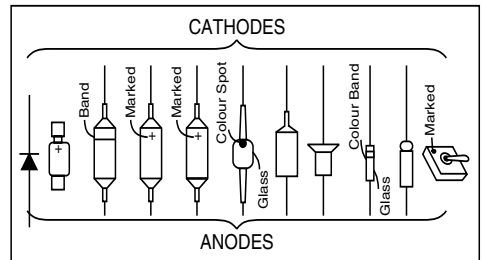 CATHODES
+
Band
Marked
+
Marked
+
Colour Spot
Glass
Colour Band
Glass
Marked
ANODES